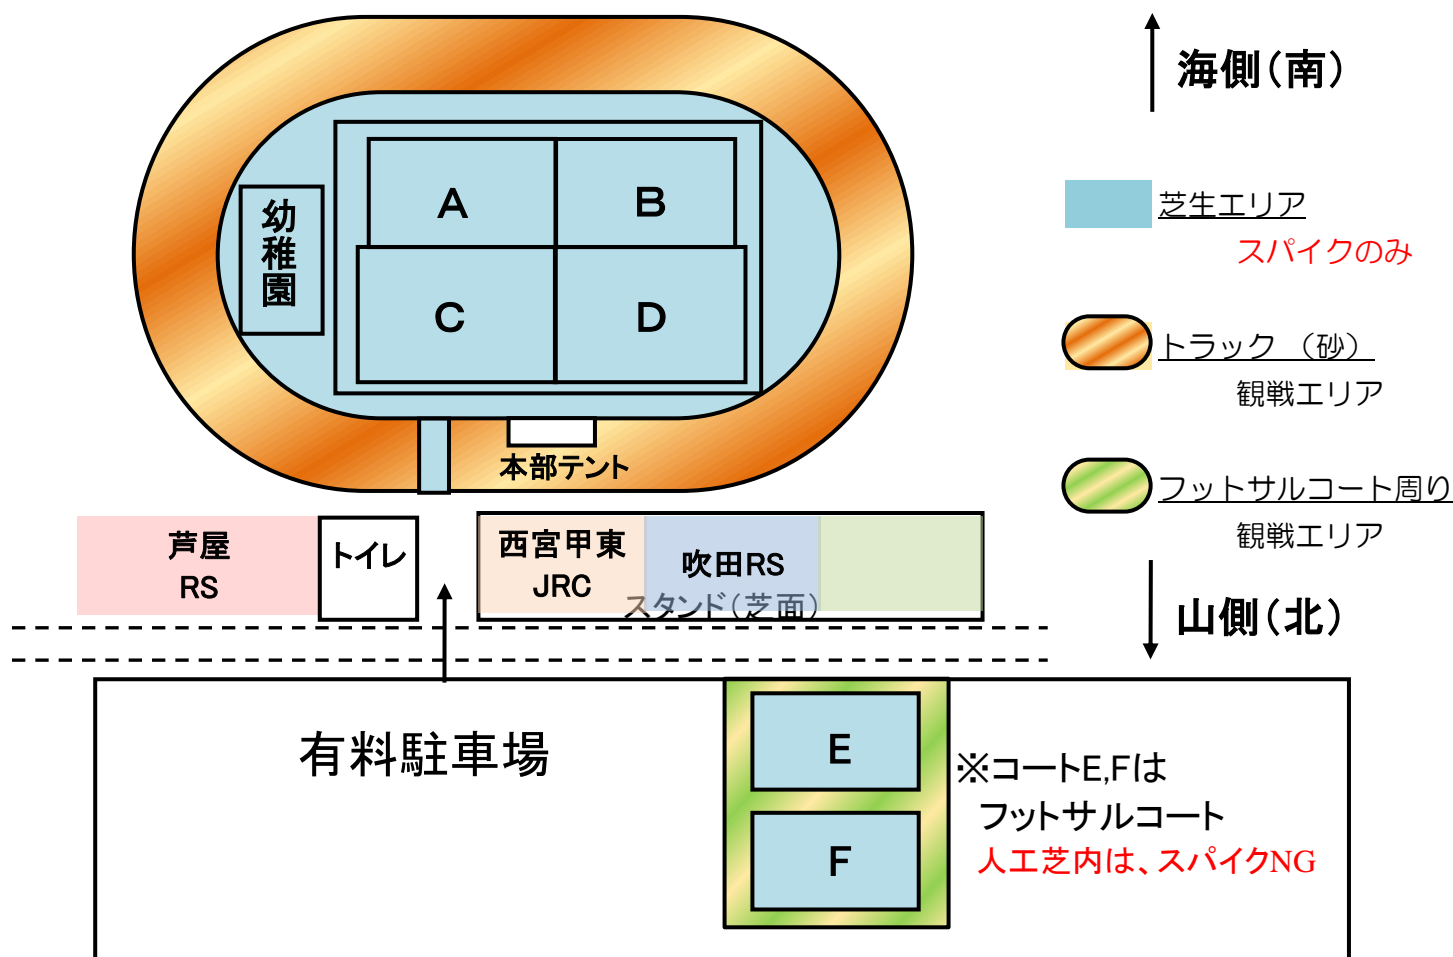 海側(南)
A
B
幼稚園
芝生エリア
スパイクのみ
C
D
トラック （砂）
観戦エリア
本部テント
フットサルコート周り
観戦エリア
芦屋
RS
トイレ
西宮甲東
JRC
吹田RS
スタンド(芝面)
山側(北)
有料駐車場
E
※コートE,Fは
フットサルコート
F
人工芝内は、スパイクNG